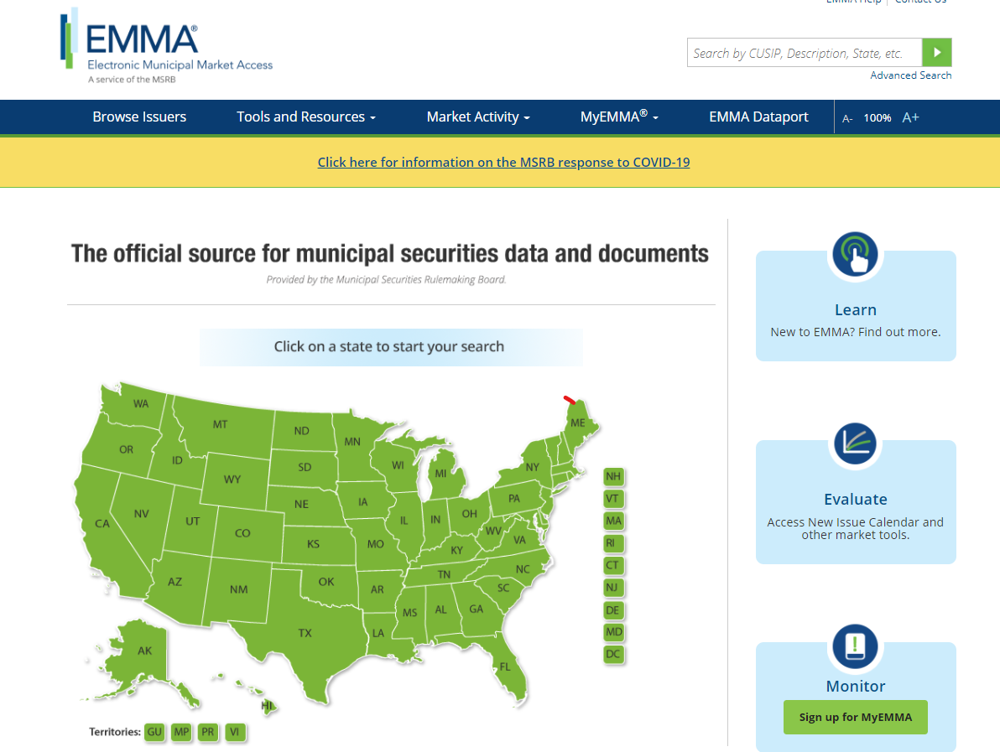 EMMA Help | Contact Us
EMMA®
Electronic Municipal Market Access
A service of the MSRB
Search by CUSIP, Description, State, etc.
Advanced Search
Browse Issuers
Tools and Resources
Market Activity
MyEMMA®
EMMA Dataport
A-
100%
A+
Click here for information on the MSRB response to COVID-19
The official source for municipal securities data and documents
Provided by the Municipal Securities Rulemaking Board.
Click on a state to start your search
WA
MT
ND
MN
ME
OR
ID
SD
WI
MI
NY
WY
NE
IA
PA
CA
NV
UT
CO
IL
IN
OH
WV
VA
KS
MO
KY
AZ
NM
OK
AR
TN
NC
SC
MS
AL
GA
TX
LA
FL
AK
HI
NH
VT
MA
RI
CT
NJ
DE
MD
DC
Territories:
GU
MP
PR
VI
Learn
New to EMMA? Find out more.
Evaluate
Access New Issue Calendar and
other market tools.
Monitor
Sign up for MyEMMA